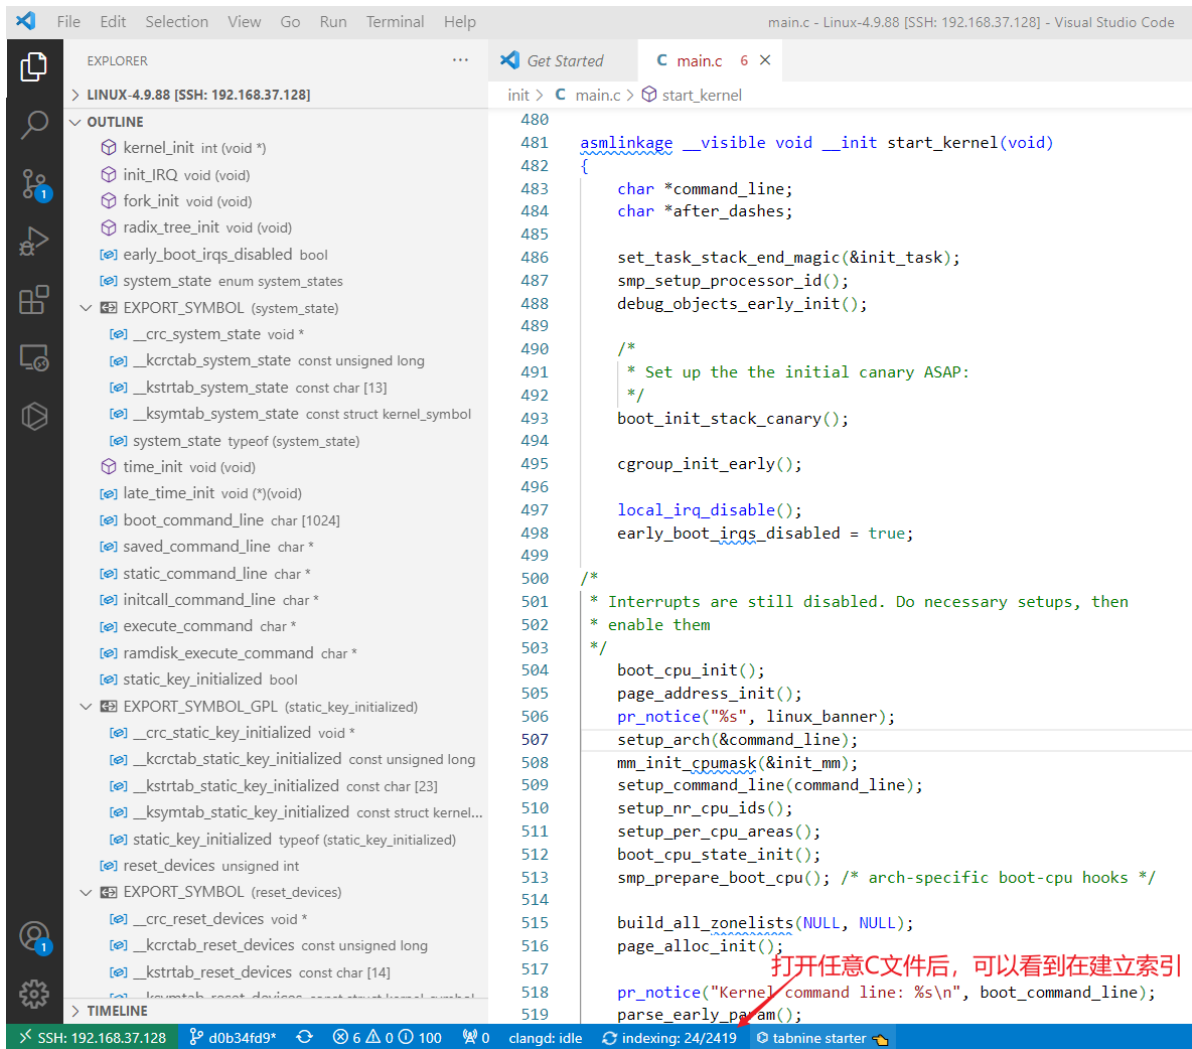 File Edit Selection View Go Run Terminal Help
main.c - Linux-4.9.88 [SSH: 192.168.37.128] - Visual Studio Code
EXPLORER
LINUX-4.9.88 [SSH: 192.168.37.128]
OUTLINE
kernel_init int (void *)
init_IRQ void (void)
fork_init void (void)
radix_tree_init void (void)
early_boot_irqs_disabled bool
system_state enum system_states
EXPORT_SYMBOL (system_state)
__crc_system_state void *
__kcrctab_system_state const unsigned long
__kstrtab_system_state const char [13]
__ksymtab_system_state const struct kernel_symbol
system_state typeof (system_state)
time_init void (void)
late_time_init void (*)(void)
boot_command_line char [1024]
saved_command_line char *
static_command_line char *
initcall_command_line char *
execute_command char *
ramdisk_execute_command char *
static_key_initialized bool
EXPORT_SYMBOL_GPL (static_key_initialized)
__crc_static_key_initialized void *
__kcrctab_static_key_initialized const unsigned long
__kstrtab_static_key_initialized const char [23]
__ksymtab_static_key_initialized const struct kernel...
static_key_initialized typeof (static_key_initialized)
reset_devices unsigned int
EXPORT_SYMBOL (reset_devices)
__crc_reset_devices void *
__kcrctab_reset_devices const unsigned long
__kstrtab_reset_devices const char [14]
__ksymtab_reset_devices const struct kernel_symbol
TIMELINE
Get Started
C main.c 6
init > C main.c > start_kernel
480
481 asmlinkage __visible void __init start_kernel(void)
482 {
483 char *command_line;
484 char *after_dashes;
485
486 set_task_stack_end_magic(&init_task);
487 smp_setup_processor_id();
488 debug_objects_early_init();
489
490 /*
491 * Set up the the initial canary ASAP:
492 */
493 boot_init_stack_canary();
494
495 cgroup_init_early();
496
497 local_irq_disable();
498 early_boot_irqs_disabled = true;
499
500 /*
501 * Interrupts are still disabled. Do necessary setups, then
502 * enable them
503 */
504 boot_cpu_init();
505 page_address_init();
506 pr_notice("%s", linux_banner);
507 setup_arch(&command_line);
508 mm_init_cpumask(&init_mm);
509 setup_command_line(command_line);
510 setup_nr_cpu_ids();
511 setup_per_cpu_areas();
512 boot_cpu_state_init();
513 smp_prepare_boot_cpu(); /* arch-specific boot-cpu hooks */
514
515 build_all_zonelists(NULL, NULL);
516 page_alloc_init();
517
打开任意C文件后，可以看到在建立索引
518 pr_notice("Kernel command line: %s\n", boot_command_line);
519 parse_early_param();
SSH: 192.168.37.128 d0b34fd9* 6 0 100 0 clangd: idle indexing: 24/2419 tabnine starter
1
1